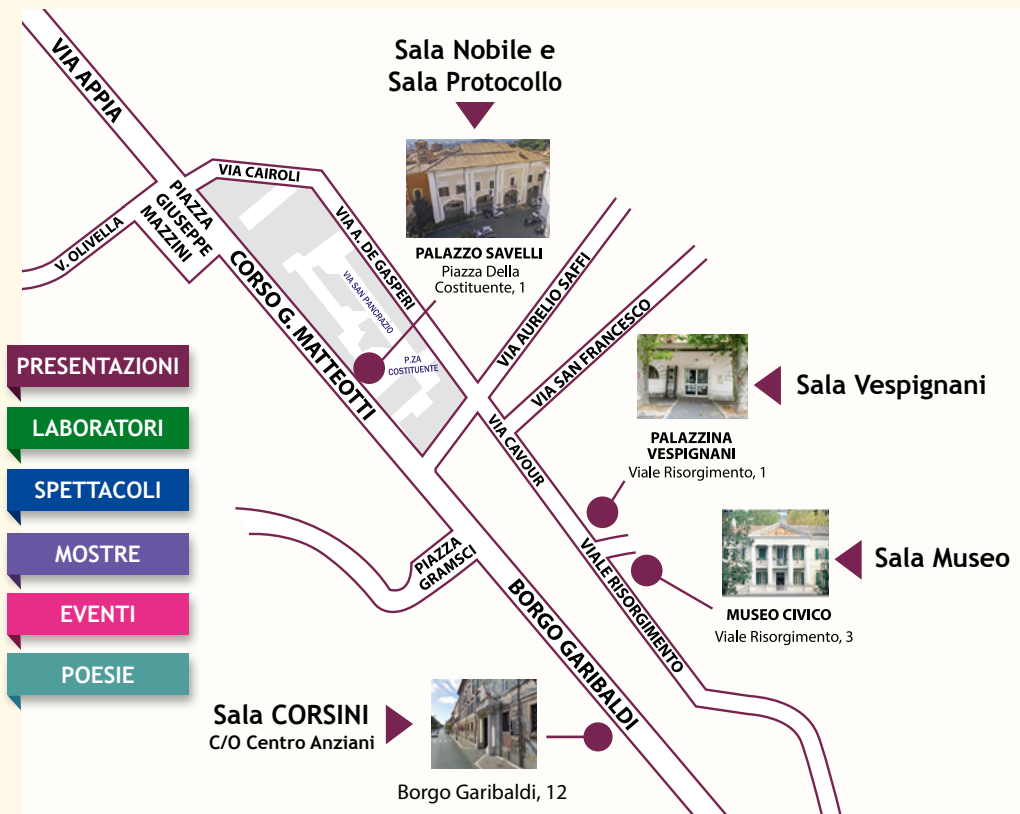 Sala Nobile e
Sala Protocollo
VIA APPIA
VIA CAIROLI
PIAZZA
GIUSEPPE
MAZZINI
V. OLIVELLA
VIA A. DE GASPERI
PALAZZO SAVELLI
Piazza Della
Costituente, 1
CORSO G. MATTEOTTI
VIA SAN PANCRAZIO
P.ZA
COSTITUENTE
VIA AURELIO SAFFI
VIA SAN FRANCESCO
Sala Vespignani
PALAZZINA
VESPIGNANI
Viale Risorgimento, 1
VIA CAVOUR
PRESENTAZIONI
LABORATORI
SPETTACOLI
MOSTRE
EVENTI
POESIE
PIAZZA
GRAMSCI
BORGO GARIBALDI
VIALE RISORGIMENTO
Sala Museo
MUSEO CIVICO
Viale Risorgimento, 3
Sala CORSINI
C/O Centro Anziani
Borgo Garibaldi, 12